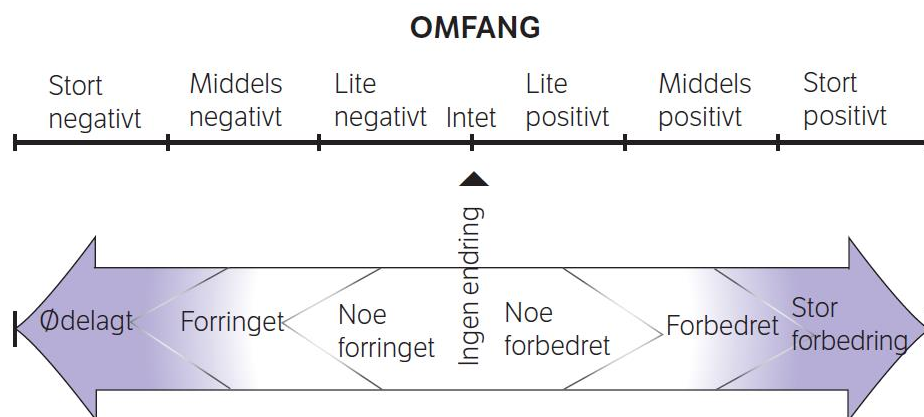 OMFANG
Stort
negativt
Middels
negativt
Lite
negativt
Intet
Lite
positivt
Middels
positivt
Stort
positivt
Ødelagt
Forringet
Noe
forringet
Ingen endring
Noe
forbedret
Forbedret
Stor
forbedring